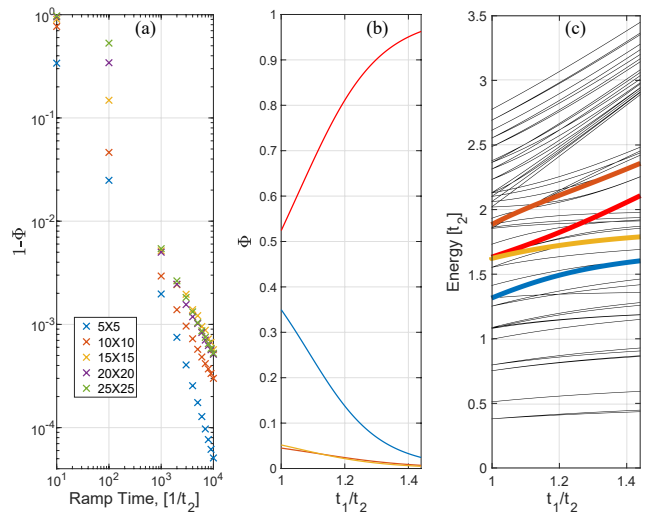 (a)
10^0
10^-1
10^-2
10^-3
10^-4
1-Φ
5X5
10X10
15X15
20X20
25X25
10^1
10^2
10^3
10^4
Ramp Time, [1/t_2]
(b)
1
0.9
0.8
0.7
0.6
0.5
0.4
0.3
0.2
0.1
0
Φ
1
1.2
1.4
t_1/t_2
(c)
3.5
3
2.5
2
1.5
1
0.5
0
Energy [t_2]
1
1.2
1.4
t_1/t_2